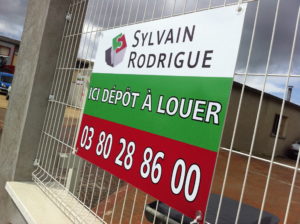 SYLVAIN
RODRIGUE
ICI DÉPÔT À LOUER
03 80 28 86 00